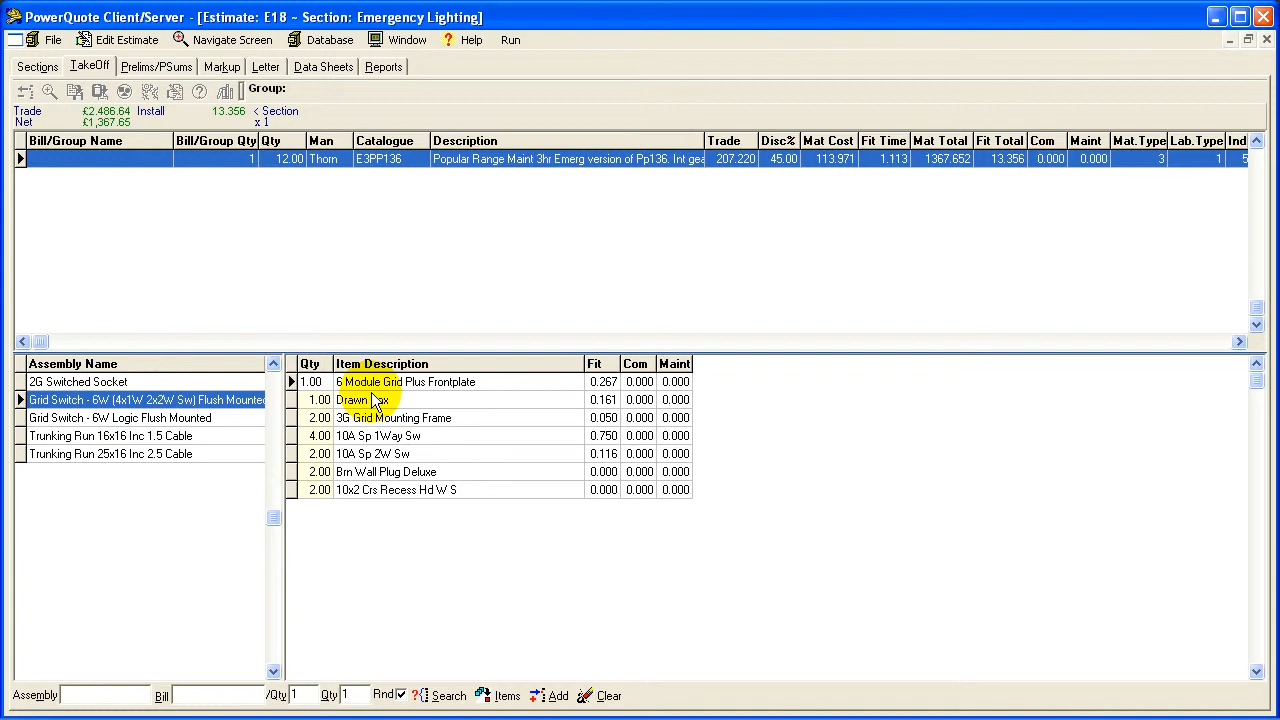 PowerQuote Client/Server - [Estimate: E18 ~ Section: Emergency Lighting]
File Edit Estimate Navigate Screen Database Window Help Run
Sections TakeOff Prelims/PSums Markup Letter Data Sheets Reports
Group:
Trade £2,486.64 Install 13.356 < Section
Net £1,367.65 x 1
Bill/Group Name Bill/Group Qty Qty Man Catalogue Description Trade Disc% Mat Cost Fit Time Mat Total Fit Total Com Maint Mat.Type Lab.Type Ind
1 12.00 Thorn E3PP136 Popular Range Maint 3hr Emerg version of Pp136. Int gea 207.220 45.00 113.971 1.113 1367.652 13.356 0.000 0.000 3 1 5
Assembly Name
2G Switched Socket
Grid Switch - 6W (4x1W 2x2W Sw) Flush Mounted
Grid Switch - 6W Logic Flush Mounted
Trunking Run 16x16 Inc 1.5 Cable
Trunking Run 25x16 Inc 2.5 Cable
Qty Item Description Fit Com Maint
1.00 6 Module Grid Plus Frontplate 0.267 0.000 0.000
1.00 Drawn 0.161 0.000 0.000
2.00 3G Grid Mounting Frame 0.050 0.000 0.000
4.00 10A Sp 1Way Sw 0.750 0.000 0.000
2.00 10A Sp 2W Sw 0.116 0.000 0.000
2.00 Brn Wall Plug Deluxe 0.000 0.000 0.000
2.00 10x2 Crs Recess Hd W S 0.000 0.000 0.000
Assembly Bill /Qty 1 Qty 1 Rnd Search Items Add Clear